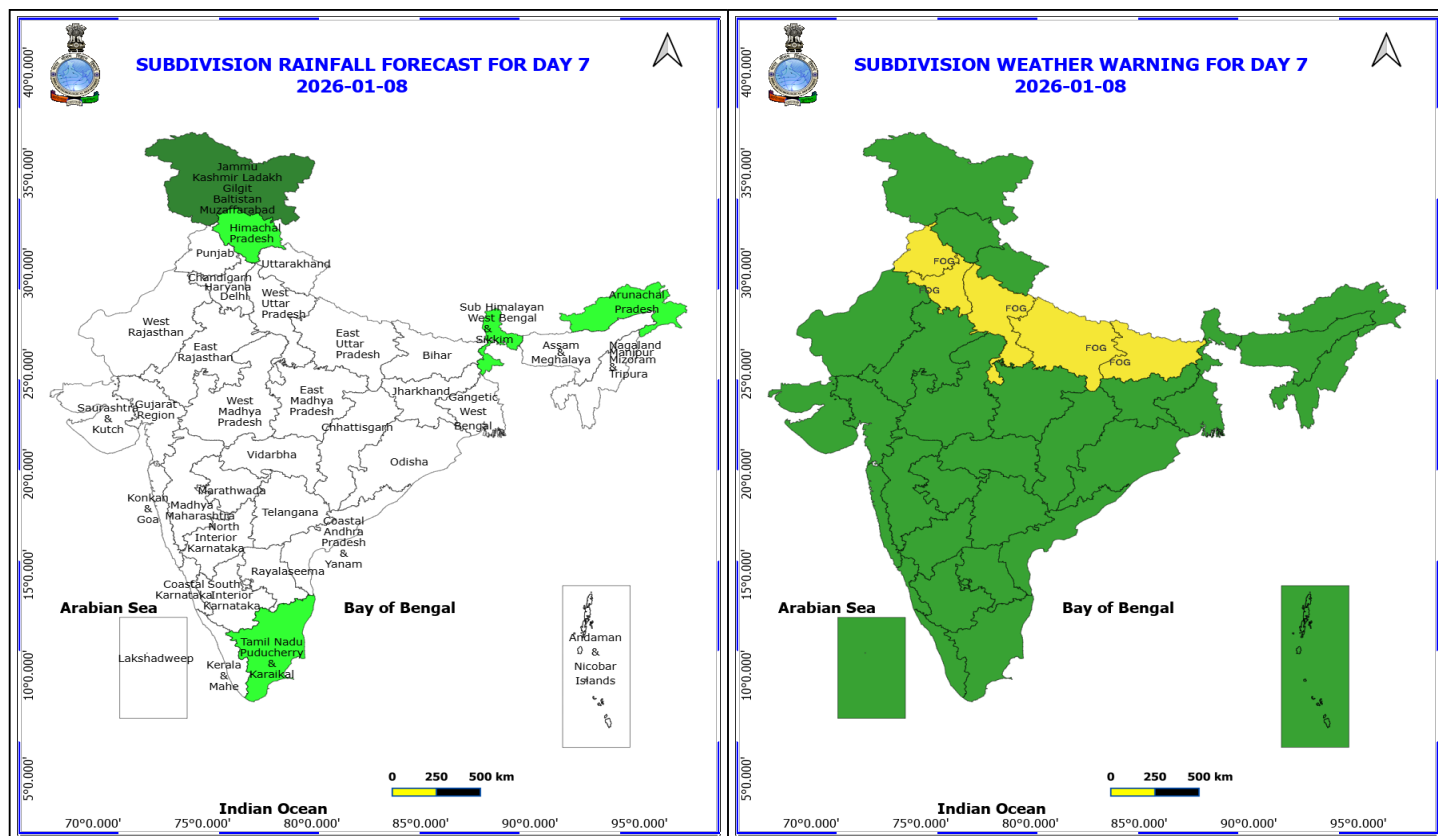 SUBDIVISION RAINFALL FORECAST FOR DAY 7
2026-01-08
40°0.000'
35°0.000'
30°0.000'
25°0.000'
20°0.000'
15°0.000'
10°0.000'
5°0.000'
Jammu
Kashmir Ladakh
Gilgit
Baltistan
Muzaffarabad
Himachal
Pradesh
Punjab
Uttarakhand
Chandigarh
Haryana
Delhi
West
Uttar
Pradesh
West
Rajasthan
East
Rajasthan
East
Uttar
Pradesh
Bihar
Sub Himalayan
West Bengal
&
Sikkim
Arunachal
Pradesh
Assam
&
Meghalaya
Nagaland
Manipur
Mizoram
&
Tripura
Saurashtra
&
Kutch
Gujarat
Region
West
Madhya
Pradesh
East
Madhya
Pradesh
Jharkhand
Gangetic
West
Bengal
Chhattisgarh
Vidarbha
Odisha
Konkan
&
Goa
Madhya
Maharashtra
Marathwada
Telangana
North
Interior
Karnataka
Coastal
Andhra
Pradesh
&
Yanam
Rayalaseema
Coastal
Karnataka
South
Interior
Karnataka
Arabian Sea
Bay of Bengal
Lakshadweep
Kerala
&
Mahe
Tamil Nadu
Puducherry
&
Karaikal
Andaman
&
Nicobar
Islands
0 250 500 km
Indian Ocean
70°0.000' 75°0.000' 80°0.000' 85°0.000' 90°0.000' 95°0.000'
SUBDIVISION WEATHER WARNING FOR DAY 7
2026-01-08
40°0.000'
35°0.000'
30°0.000'
25°0.000'
20°0.000'
15°0.000'
10°0.000'
5°0.000'
FOG
FOG
FOG
FOG
FOG
Arabian Sea
Bay of Bengal
0 250 500 km
Indian Ocean
70°0.000' 75°0.000' 80°0.000' 85°0.000' 90°0.000' 95°0.000'